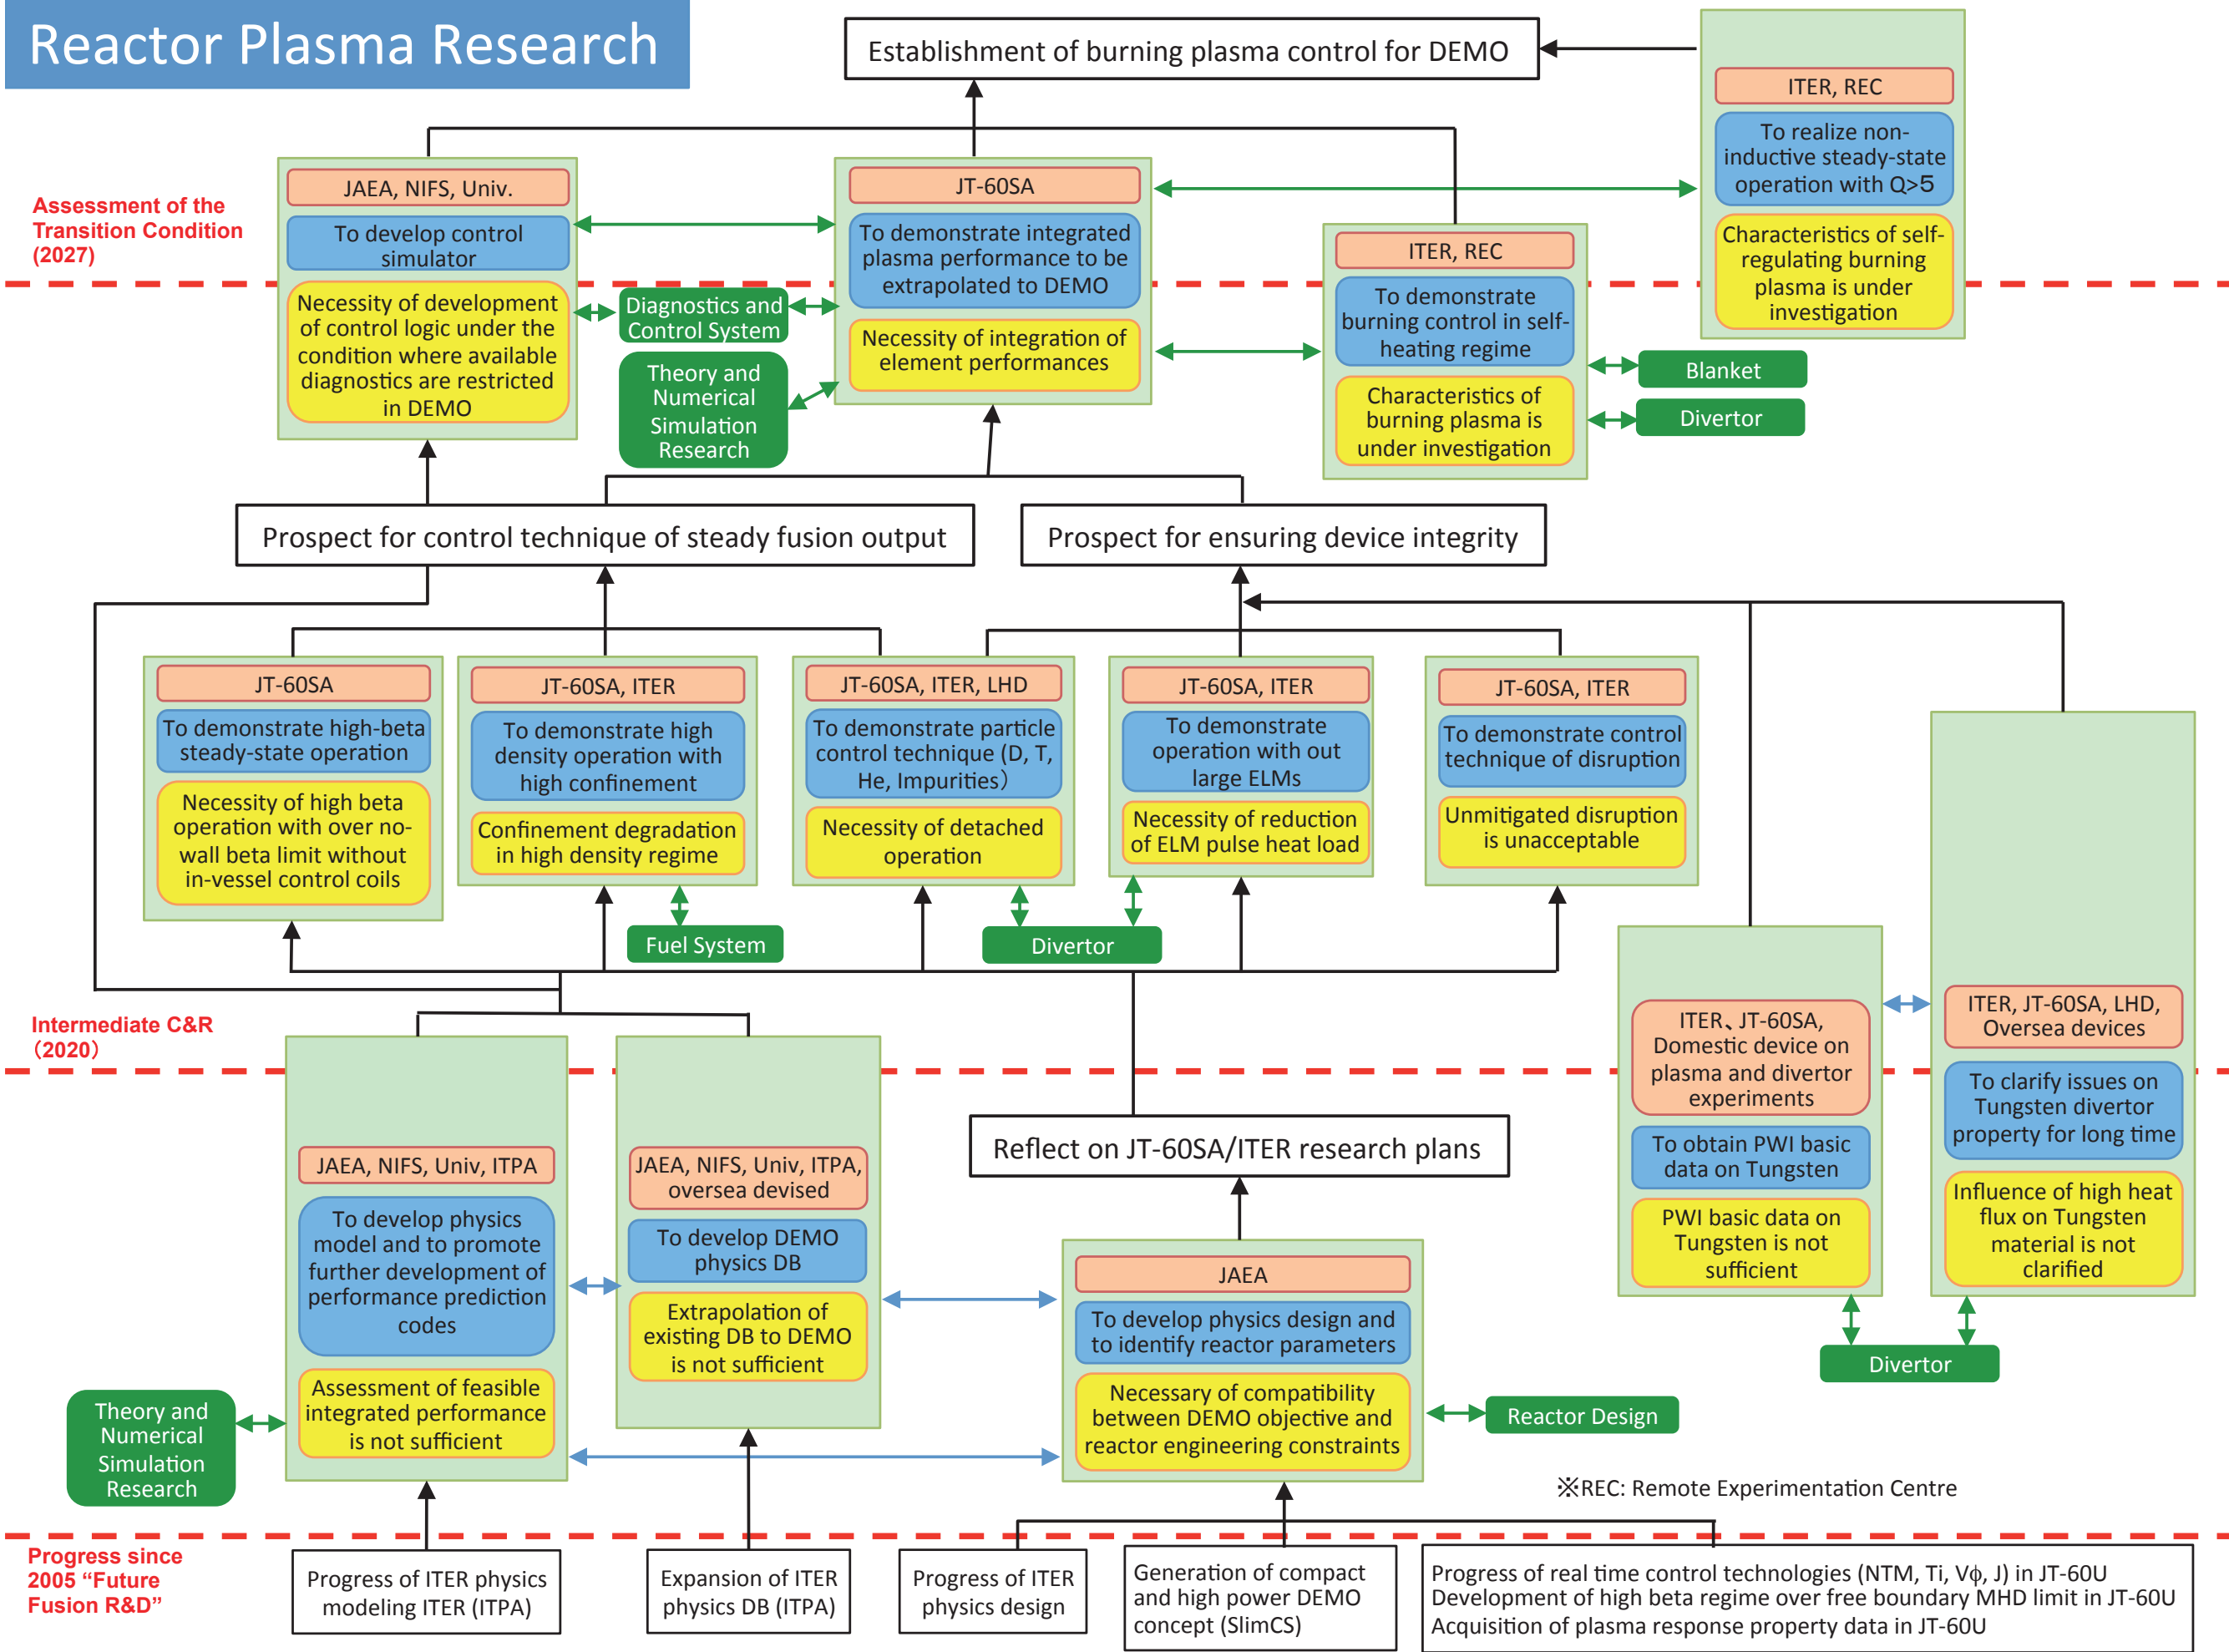 Reactor Plasma Research
Establishment of burning plasma control for DEMO
ITER, REC
To realize non-
inductive steady-state
operation with Q>5
Characteristics of self-
regulating burning
plasma is under
investigation
Assessment of the
Transition Condition
(2027)
JAEA, NIFS, Univ.
To develop control
simulator
Necessity of development
of control logic under the
condition where available
diagnostics are restricted
in DEMO
Diagnostics and
Control System
Theory and
Numerical
Simulation
Research
JT-60SA
To demonstrate integrated
plasma performance to be
extrapolated to DEMO
Necessity of integration of
element performances
ITER, REC
To demonstrate
burning control in self-
heating regime
Characteristics of
burning plasma is
under investigation
Blanket
Divertor
Prospect for control technique of steady fusion output
Prospect for ensuring device integrity
JT-60SA
To demonstrate high-beta
steady-state operation
Necessity of high beta
operation with over no-
wall beta limit without
in-vessel control coils
JT-60SA, ITER
To demonstrate high
density operation with
high confinement
Confinement degradation
in high density regime
Fuel System
JT-60SA, ITER, LHD
To demonstrate particle
control technique (D, T,
He, Impurities）
Necessity of detached
operation
Divertor
JT-60SA, ITER
To demonstrate
operation with out
large ELMs
Necessity of reduction
of ELM pulse heat load
JT-60SA, ITER
To demonstrate control
technique of disruption
Unmitigated disruption
is unacceptable
Intermediate C&R
（2020）
ITER、JT-60SA,
Domestic device on
plasma and divertor
experiments
To obtain PWI basic
data on Tungsten
PWI basic data on
Tungsten is not
sufficient
ITER, JT-60SA, LHD,
Oversea devices
To clarify issues on
Tungsten divertor
property for long time
Influence of high heat
flux on Tungsten
material is not
clarified
Divertor
JAEA, NIFS, Univ, ITPA
To develop physics
model and to promote
further development of
performance prediction
codes
Assessment of feasible
integrated performance
is not sufficient
Theory and
Numerical
Simulation
Research
JAEA, NIFS, Univ, ITPA,
oversea devised
To develop DEMO
physics DB
Extrapolation of
existing DB to DEMO
is not sufficient
Reflect on JT-60SA/ITER research plans
JAEA
To develop physics design and
to identify reactor parameters
Necessary of compatibility
between DEMO objective and
reactor engineering constraints
Reactor Design
※REC: Remote Experimentation Centre
Progress since
2005 “Future
Fusion R&D”
Progress of ITER physics
modeling ITER (ITPA)
Expansion of ITER
physics DB (ITPA)
Progress of ITER
physics design
Generation of compact
and high power DEMO
concept (SlimCS)
Progress of real time control technologies (NTM, Ti, Vϕ, J) in JT-60U
Development of high beta regime over free boundary MHD limit in JT-60U
Acquisition of plasma response property data in JT-60U